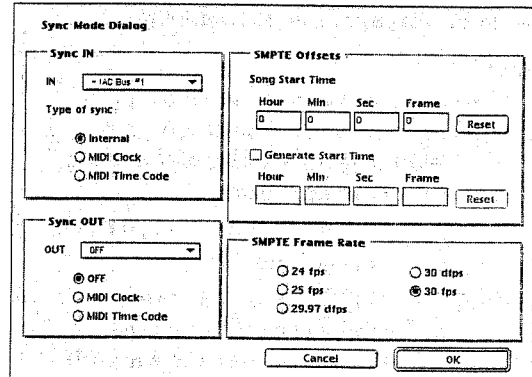 Sync Mode Dialog
Sync IN
IN - IAC Bus #1
Type of sync
Internal
MIDI Clock
MIDI Time Code
SMPTE Offsets
Song Start Time
Hour Min Sec Frame
0 0 0 0 Reset
Generate Start Time
Hour Min Sec Frame
Reset
Sync OUT
OUT OFF
OFF
MIDI Clock
MIDI Time Code
SMPTE Frame Rate
24 fps 30 dfps
25 fps 30 fps
29.97 dfps
Cancel OK